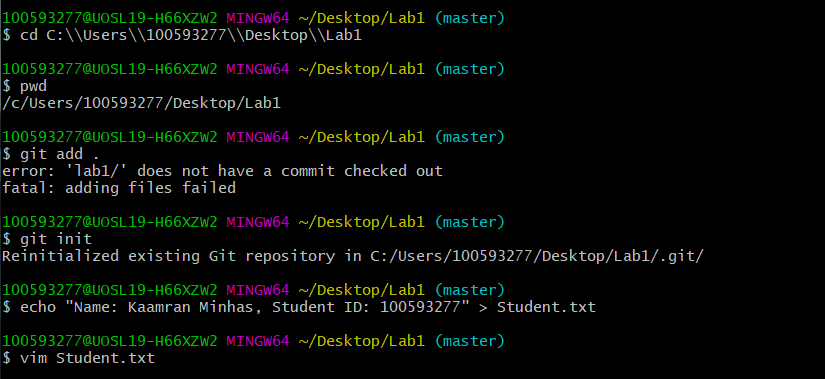 100593277@UOSL19-H66XZW2 MINGW64 ~/Desktop/Lab1 (master)
$ cd C:\\Users\\100593277\\Desktop\\Lab1
100593277@UOSL19-H66XZW2 MINGW64 ~/Desktop/Lab1 (master)
$ pwd
/c/Users/100593277/Desktop/Lab1
100593277@UOSL19-H66XZW2 MINGW64 ~/Desktop/Lab1 (master)
$ git add .
error: 'lab1/' does not have a commit checked out
fatal: adding files failed
100593277@UOSL19-H66XZW2 MINGW64 ~/Desktop/Lab1 (master)
$ git init
Reinitialized existing Git repository in C:/Users/100593277/Desktop/Lab1/.git/
100593277@UOSL19-H66XZW2 MINGW64 ~/Desktop/Lab1 (master)
$ echo "Name: Kaamran Minhas, Student ID: 100593277" > Student.txt
100593277@UOSL19-H66XZW2 MINGW64 ~/Desktop/Lab1 (master)
$ vim Student.txt